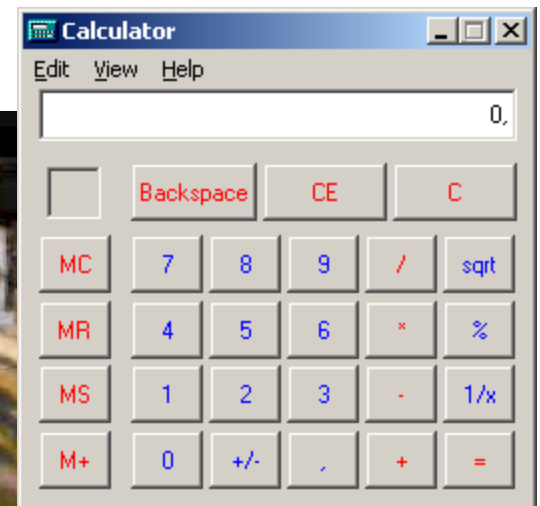 Calculator
Edit View Help
0,
Backspace CE C
MC 7 8 9 / sqrt
MR 4 5 6 * %
MS 1 2 3 - 1/x
M+ 0 +/- , + =